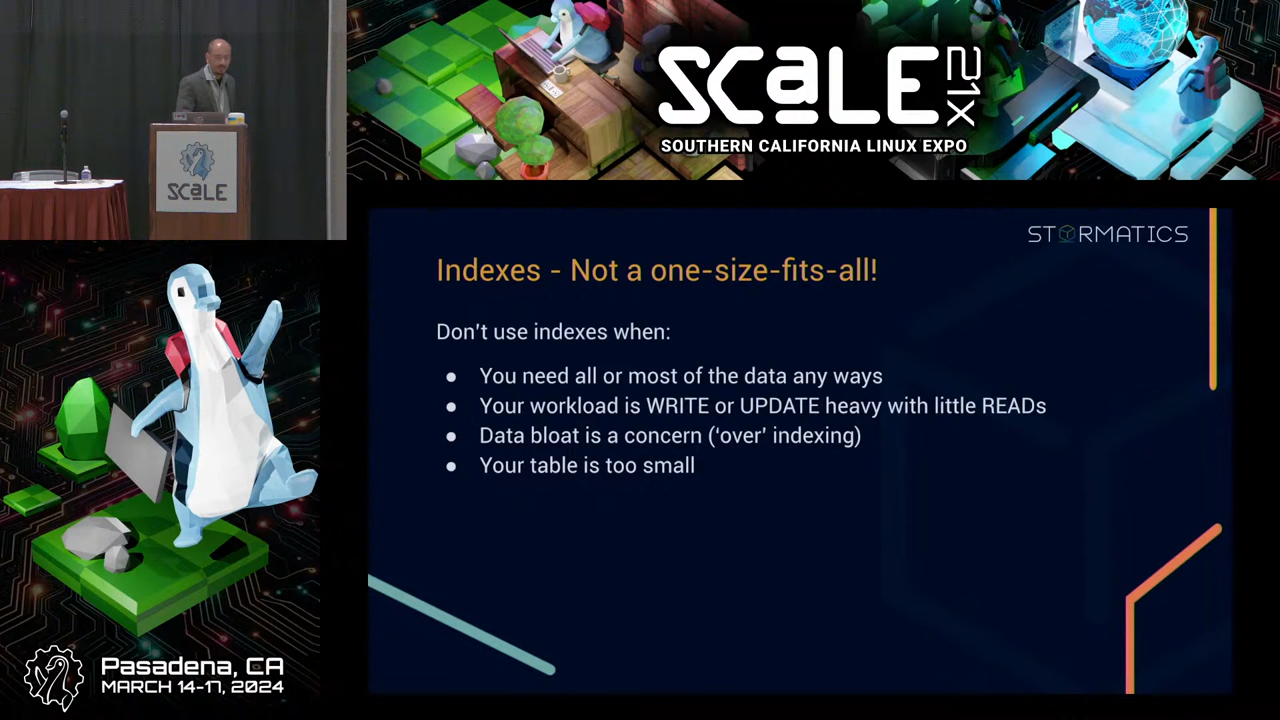 SCaLE 21X
SOUTHERN CALIFORNIA LINUX EXPO
SCaLE
STORMATICS
Indexes - Not a one-size-fits-all!
Don't use indexes when:
● You need all or most of the data any ways
● Your workload is WRITE or UPDATE heavy with little READs
● Data bloat is a concern (‘over’ indexing)
● Your table is too small
Pasadena, CA
MARCH 14-17, 2024